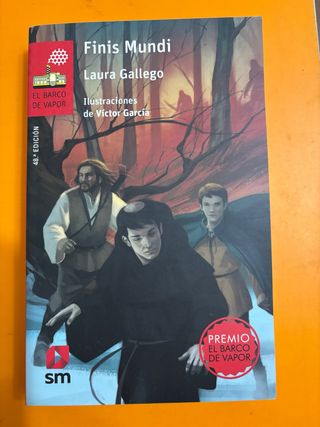 Finis Mundi
Laura Gallego
Ilustraciones
de Víctor García
EL BARCO
DE VAPOR
48.ª EDICIÓN
PREMIO
EL BARCO
DE VAPOR
sm